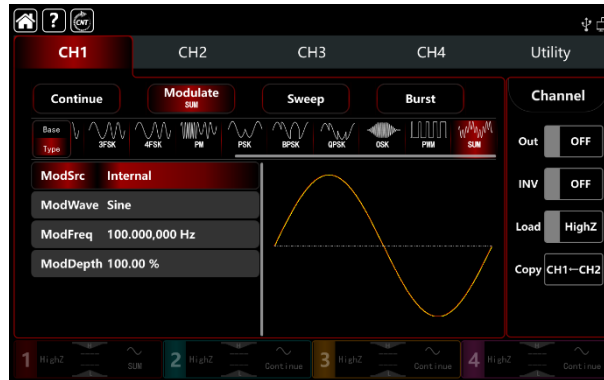 ? CNT
CH1 CH2 CH3 CH4 Utility
Continue Modulate SUM Sweep Burst Channel
Base Type 3FSK 4FSK PM PSK BPSK QPSK OSK PWM SUM
Out OFF
ModSrc Internal
INV OFF
ModWave Sine
ModFreq 100.000,000 Hz
Load HighZ
ModDepth 100.00 %
Copy CH1←CH2
1 HighZ SUM 2 HighZ Continue 3 HighZ Continue 4 HighZ Continue